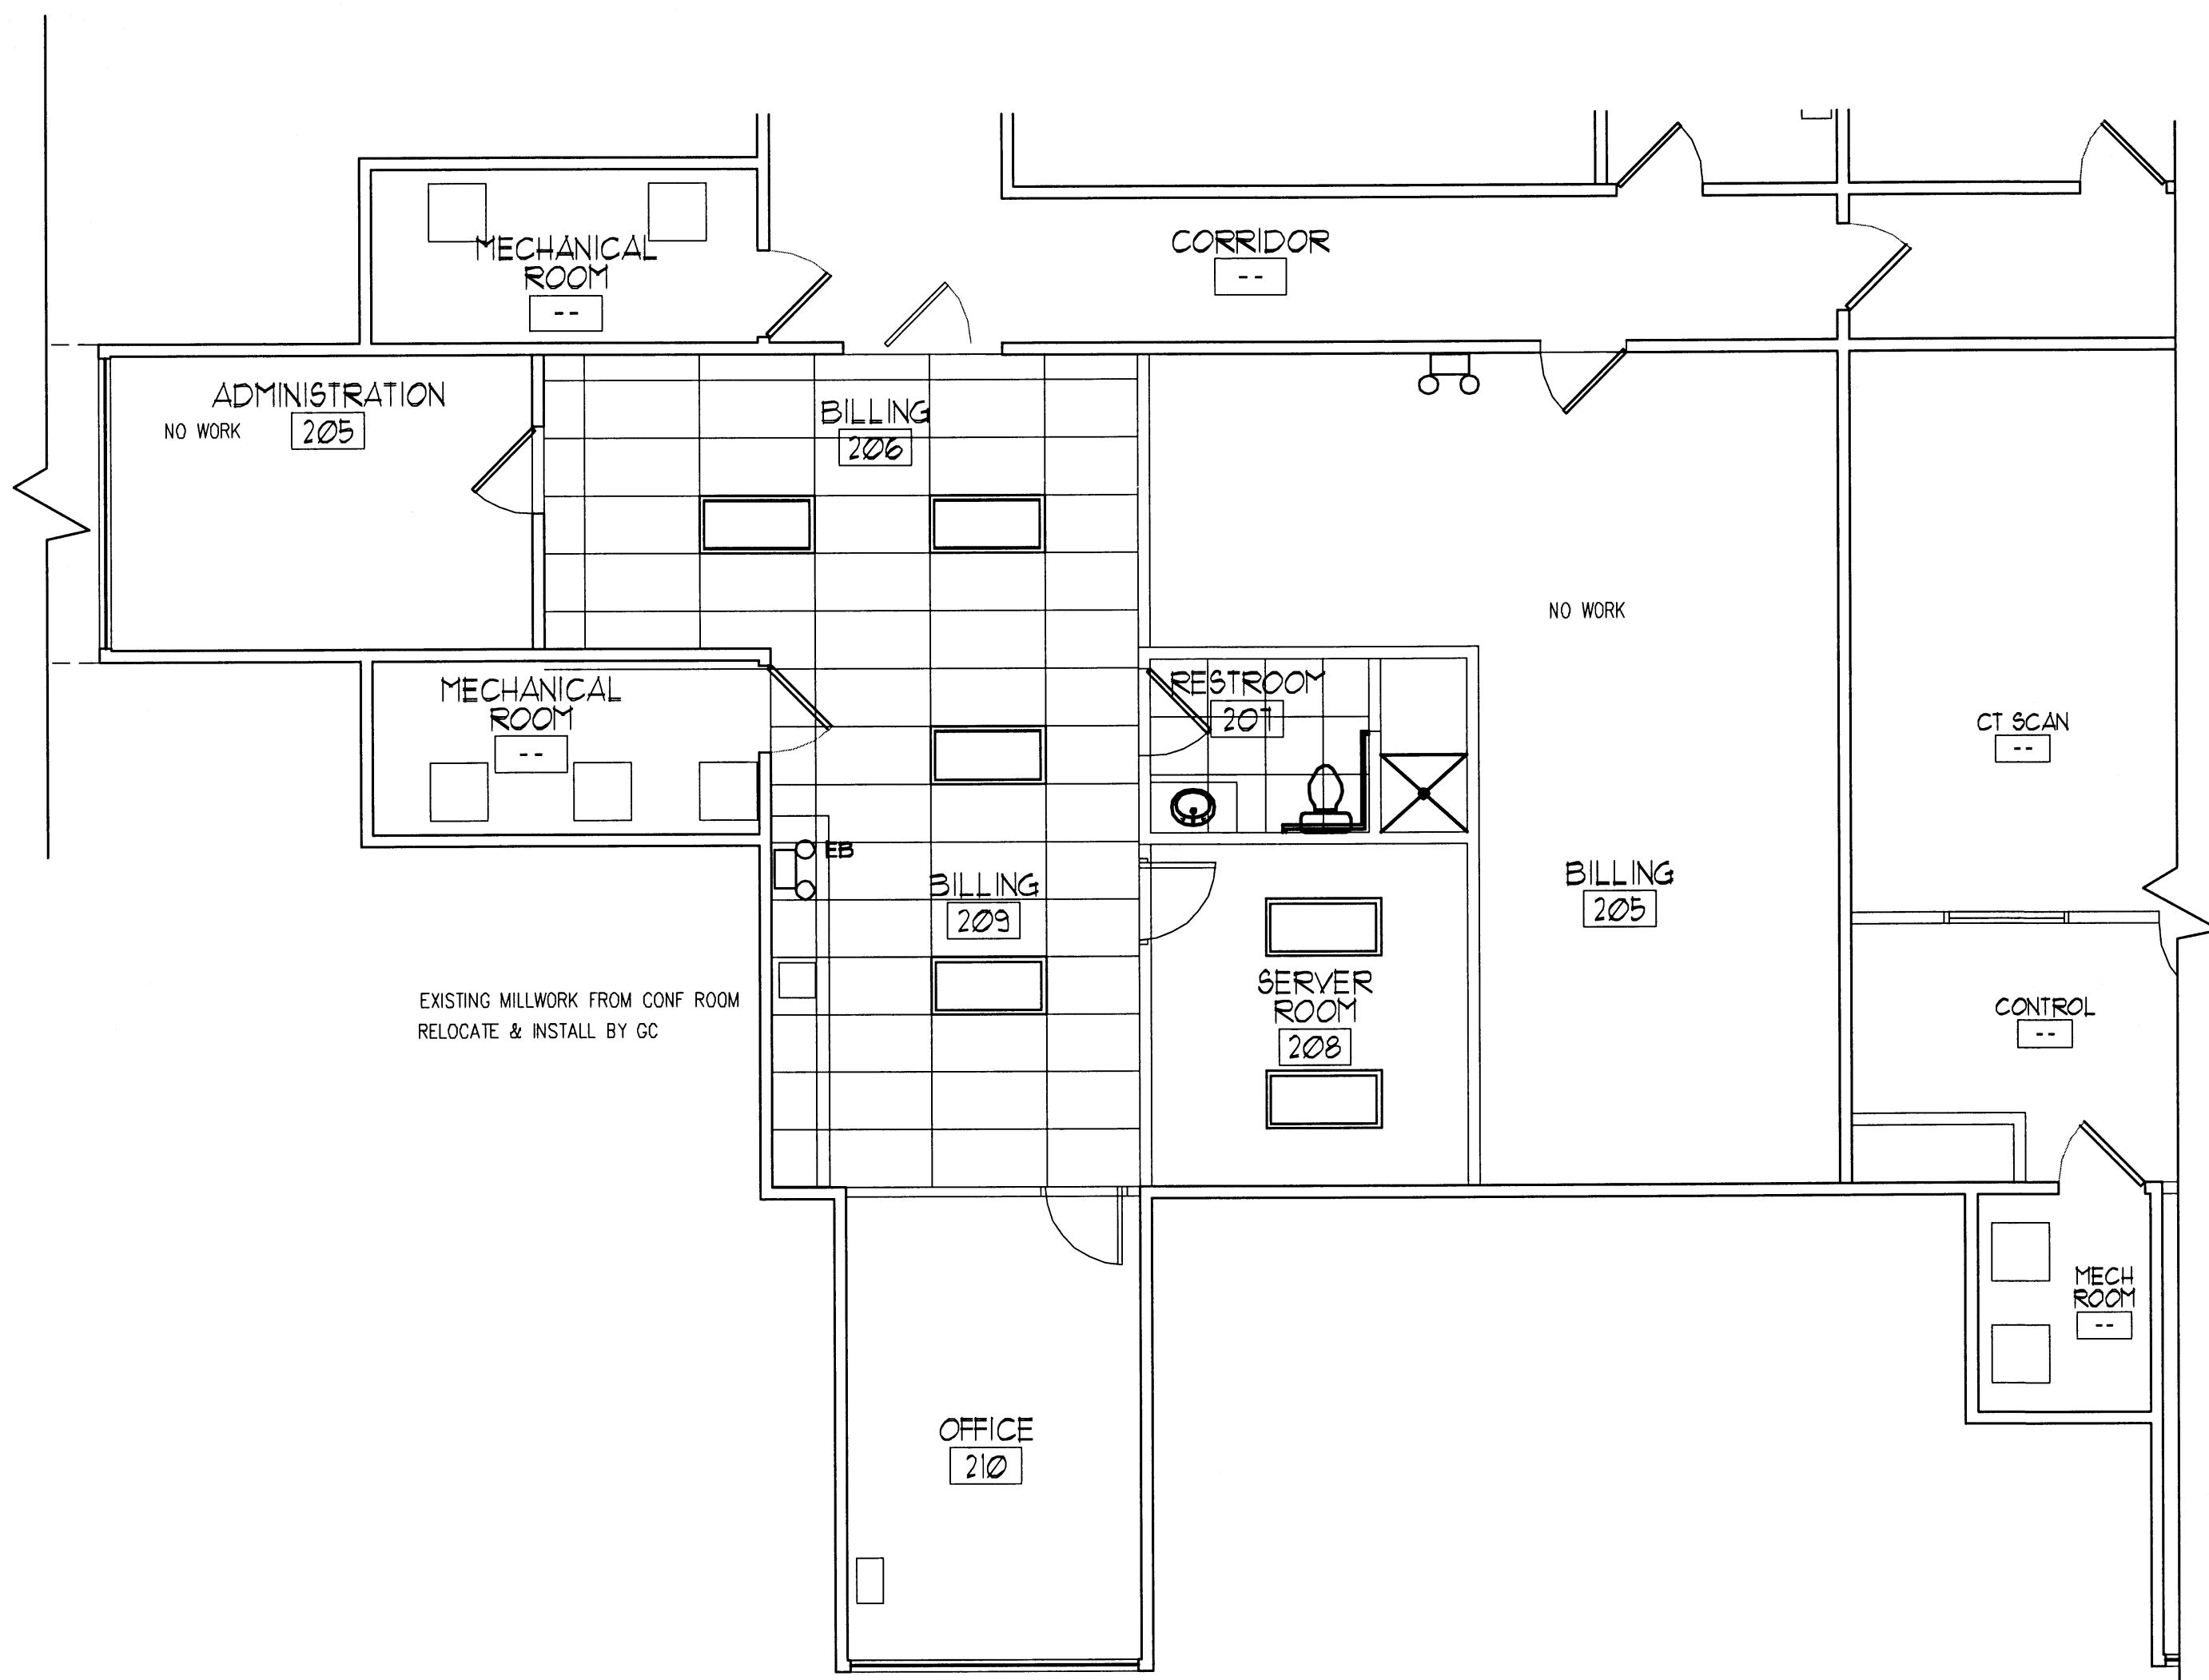 MECHANICAL
ROOM
--
CORRIDOR
--
ADMINISTRATION
NO WORK
205
BILLING
206
NO WORK
MECHANICAL
ROOM
--
RESTROOM
207
CT SCAN
--
EB
BILLING
209
BILLING
205
SERVER
ROOM
208
EXISTING MILLWORK FROM CONF ROOM
RELOCATE & INSTALL BY GC
CONTROL
--
MECH
ROOM
--
OFFICE
210